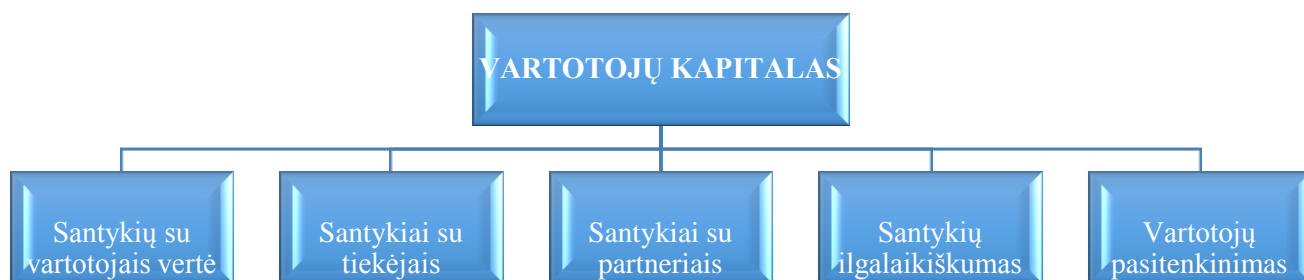 VARTOTOJŲ KAPITALAS
Santykių su
vartotojais vertė
Santykiai su
tiekėjais
Santykiai su
partneriais
Santykių
ilgalaikiškumas
Vartotojų
pasitenkinimas